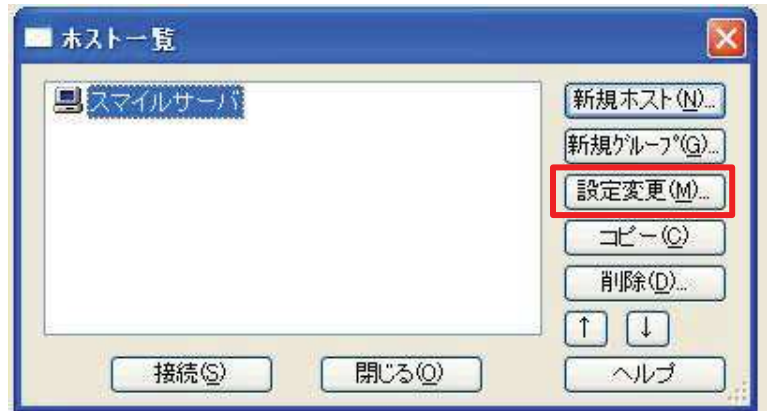 ホスト一覧
スマイルサーバ
新規ホスト(N)...
新規ｸﾞﾙｰﾌﾟ(G)...
設定変更(M)...
コピー(C)
削除(D)...
↑ ↓
接続(S) 閉じる(O) ヘルプ